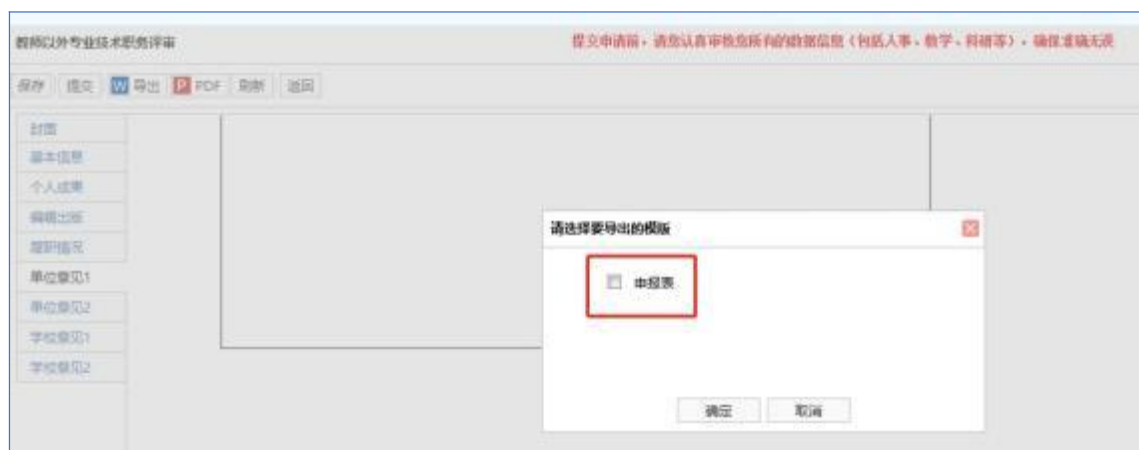 教师以外专业技术职务评审
提交申请前，请您认真审核您所有的数据信息（包括人事、教学、科研等），确保准确无误
保存 提交 W 导出 P PDF 刷新 返回
封面
基本信息
个人成果
编辑出版
履职情况
单位意见1
单位意见2
学校意见1
学校意见2
请选择要导出的模版
申报表
确定 取消